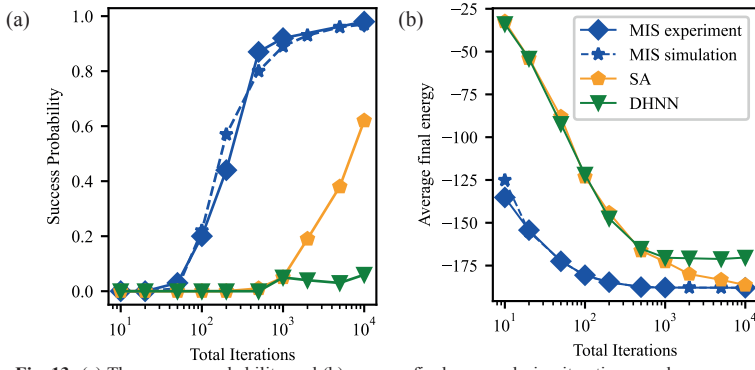 (a)
1.0
0.8
0.6
0.4
0.2
0.0
Success Probability
10^1
10^2
10^3
10^4
Total Iterations
(b)
−25
−50
−75
−100
−125
−150
−175
Average final energy
MIS experiment
MIS simulation
SA
DHNN
10^1
10^2
10^3
10^4
Total Iterations